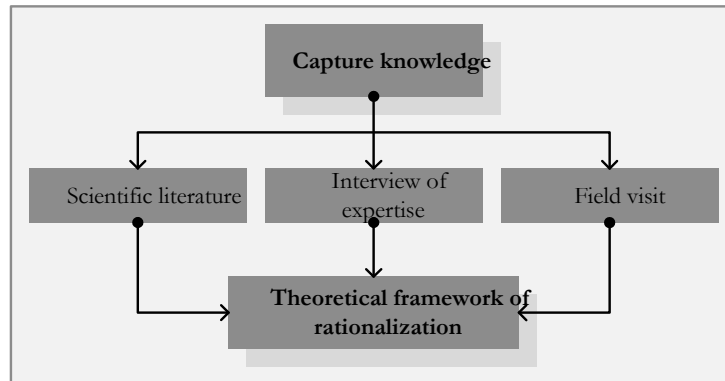 Capture knowledge
Scientific literature
Interview of
expertise
Field visit
Theoretical framework of
rationalization